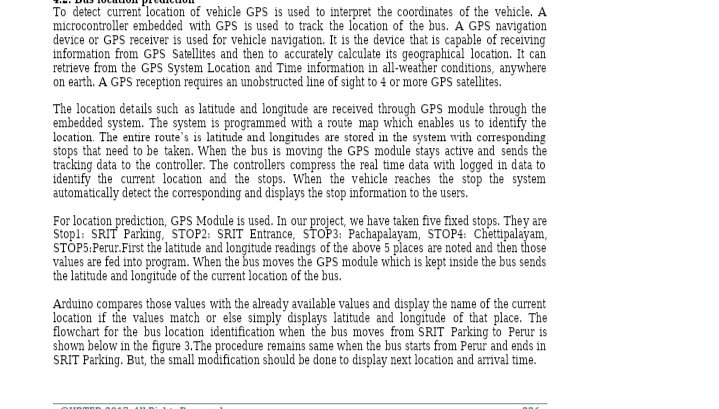 4.2. Bus location prediction
To detect current location of vehicle GPS is used to interpret the coordinates of the vehicle. A
microcontroller embedded with GPS is used to track the location of the bus. A GPS navigation
device or GPS receiver is used for vehicle navigation. It is the device that is capable of receiving
information from GPS Satellites and then to accurately calculate its geographical location. It can
retrieve from the GPS System Location and Time information in all-weather conditions, anywhere
on earth. A GPS reception requires an unobstructed line of sight to 4 or more GPS satellites.
The location details such as latitude and longitude are received through GPS module through the
embedded system. The system is programmed with a route map which enables us to identify the
location. The entire route's is latitude and longitudes are stored in the system with corresponding
stops that need to be taken. When the bus is moving the GPS module stays active and sends the
tracking data to the controller. The controllers compress the real time data with logged in data to
identify the current location and the stops. When the vehicle reaches the stop the system
automatically detect the corresponding and displays the stop information to the users.
For location prediction, GPS Module is used. In our project, we have taken five fixed stops. They are
Stop1: SRIT Parking, STOP2: SRIT Entrance, STOP3: Pachapalayam, STOP4: Chettipalayam,
STOP5:Perur.First the latitude and longitude readings of the above 5 places are noted and then those
values are fed into program. When the bus moves the GPS module which is kept inside the bus sends
the latitude and longitude of the current location of the bus.
Arduino compares those values with the already available values and display the name of the current
location if the values match or else simply displays latitude and longitude of that place. The
flowchart for the bus location identification when the bus moves from SRIT Parking to Perur is
shown below in the figure 3.The procedure remains same when the bus starts from Perur and ends in
SRIT Parking. But, the small modification should be done to display next location and arrival time.